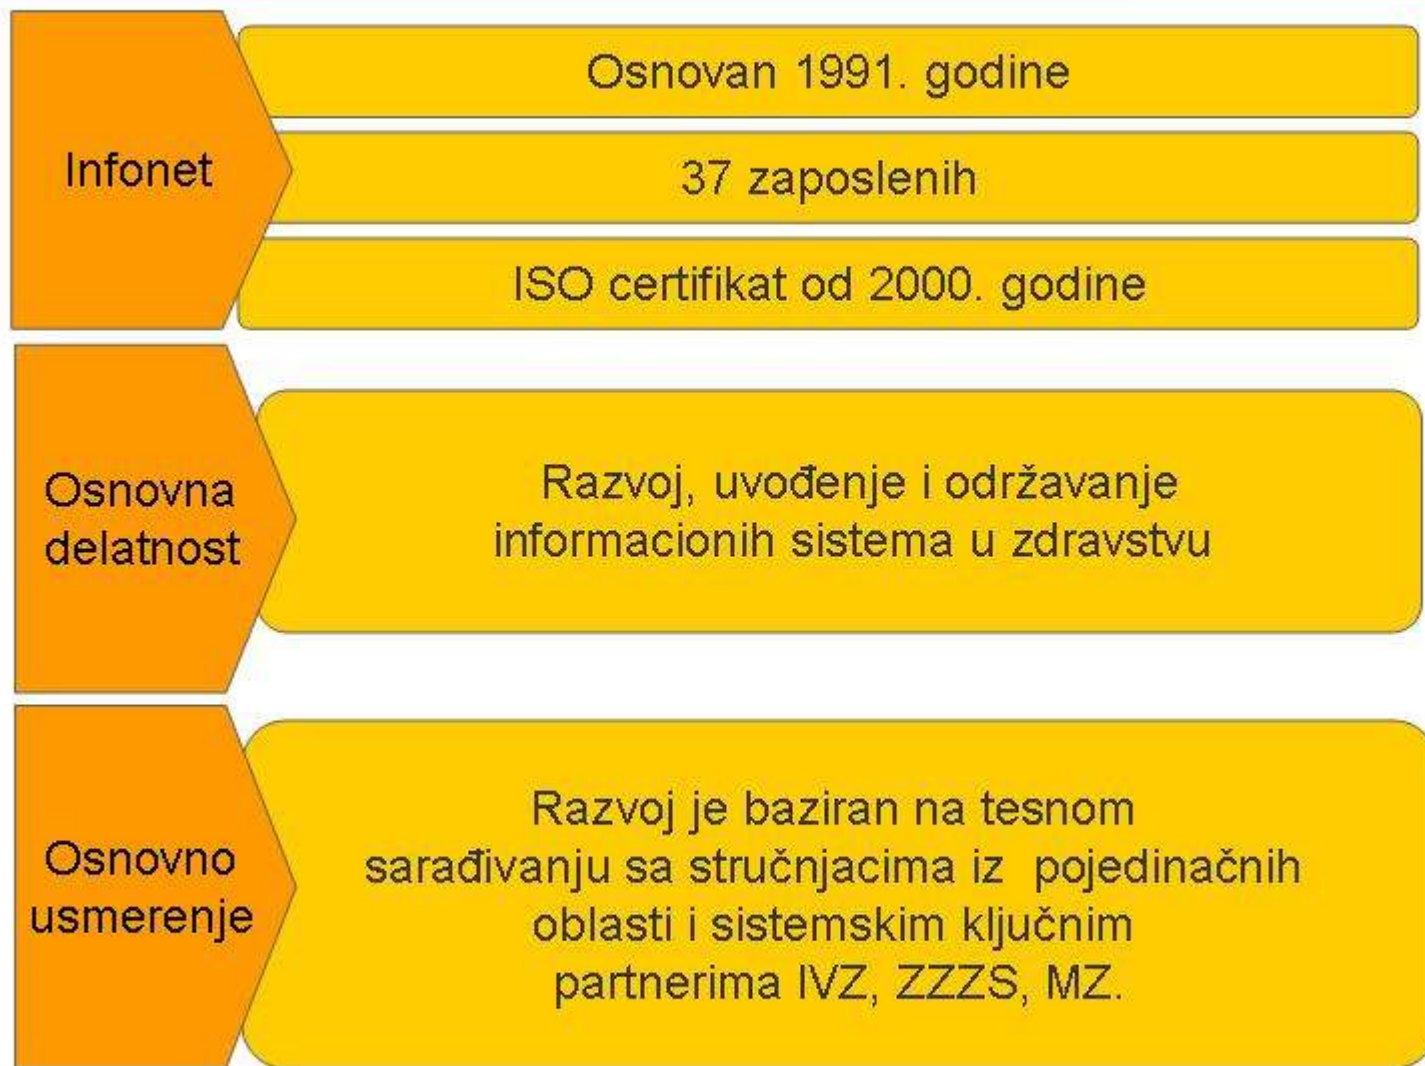 Infonet
Osnovan 1991. godine
37 zaposlenih
ISO certifikat od 2000. godine
Osnovna
delatnost
Razvoj, uvođenje i održavanje
informacionih sistema u zdravstvu
Osnovno
usmerenje
Razvoj je baziran na tesnom
sarađivanju sa stručnjacima iz pojedinačnih
oblasti i sistemskim ključnim
partnerima IVZ, ZZZS, MZ.